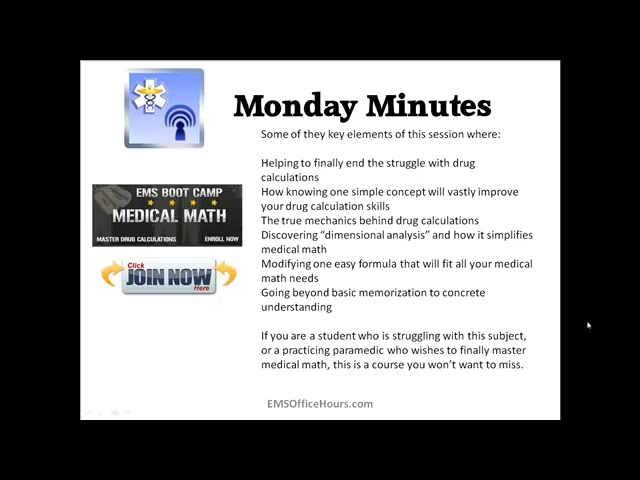 Monday Minutes
Some of they key elements of this session where:
Helping to finally end the struggle with drug
calculations
How knowing one simple concept will vastly improve
your drug calculation skills
The true mechanics behind drug calculations
Discovering “dimensional analysis” and how it simplifies
medical math
Modifying one easy formula that will fit all your medical
math needs
Going beyond basic memorization to concrete
understanding
If you are a student who is struggling with this subject,
or a practicing paramedic who wishes to finally master
medical math, this is a course you won’t want to miss.
EMS BOOT CAMP
MEDICAL MATH
MASTER DRUG CALCULATIONS ENROLL NOW
Click
JOIN NOW
Here
EMSOfficeHours.com